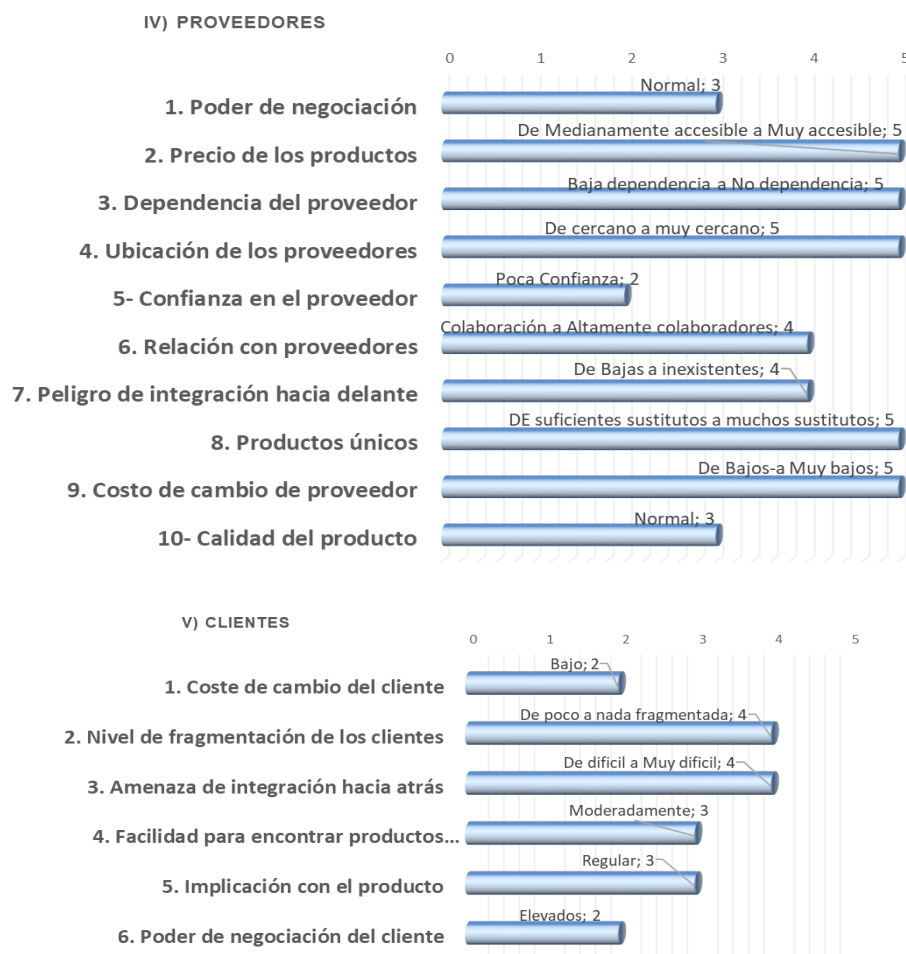 IV) PROVEEDORES
0 1 2 3 4 5
Normal; 3
1. Poder de negociación
De Medianamente accesible a Muy accesible; 5
2. Precio de los productos
Baja dependencia a No dependencia; 5
3. Dependencia del proveedor
De cercano a muy cercano; 5
4. Ubicación de los proveedores
Poca Confianza; 2
5- Confianza en el proveedor
Colaboración a Altamente colaboradores; 4
6. Relación con proveedores
De Bajas a inexistentes; 4
7. Peligro de integración hacia delante
DE suficientes sustitutos a muchos sustitutos; 5
8. Productos únicos
De Bajos-a Muy bajos; 5
9. Costo de cambio de proveedor
Normal; 3
10- Calidad del producto
V) CLIENTES
0 1 2 3 4 5
Bajo; 2
1. Coste de cambio del cliente
De poco a nada fragmentada; 4
2. Nivel de fragmentación de los clientes
De dificil a Muy dificil; 4
3. Amenaza de integración hacia atrás
Moderadamente; 3
4. Facilidad para encontrar productos...
Regular; 3
5. Implicación con el producto
Elevados; 2
6. Poder de negociación del cliente